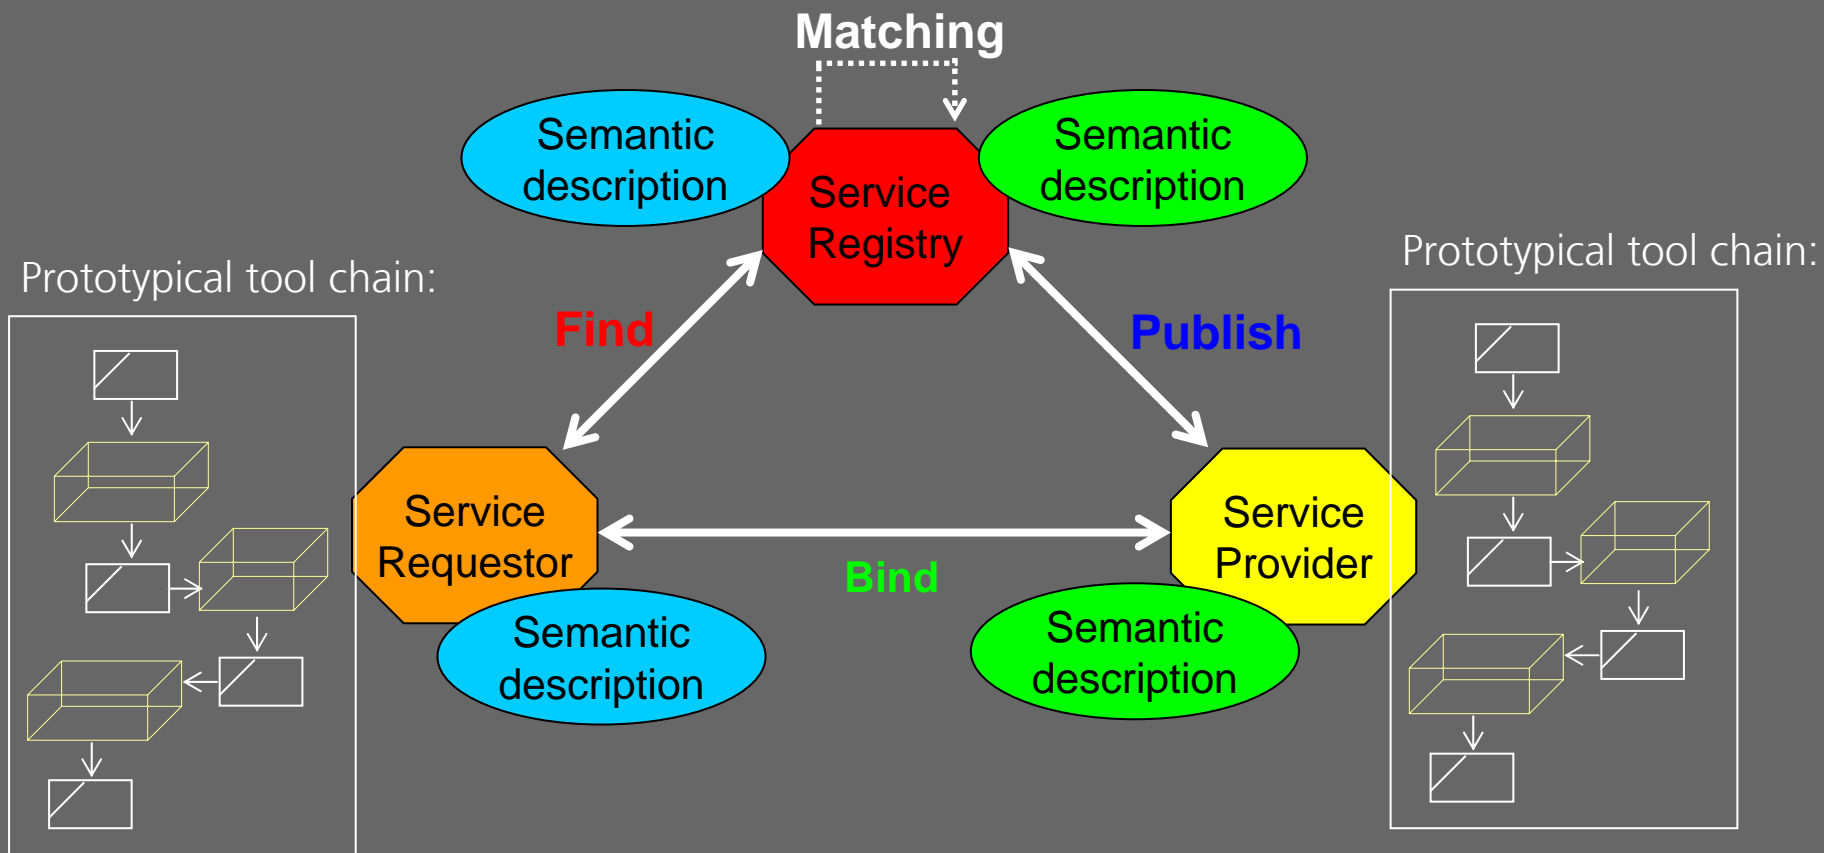 Matching
Semantic
description
Semantic
description
Service
Registry
Prototypical tool chain:
Prototypical tool chain:
Find
Publish
Service
Requestor
Service
Provider
Bind
Semantic
description
Semantic
description